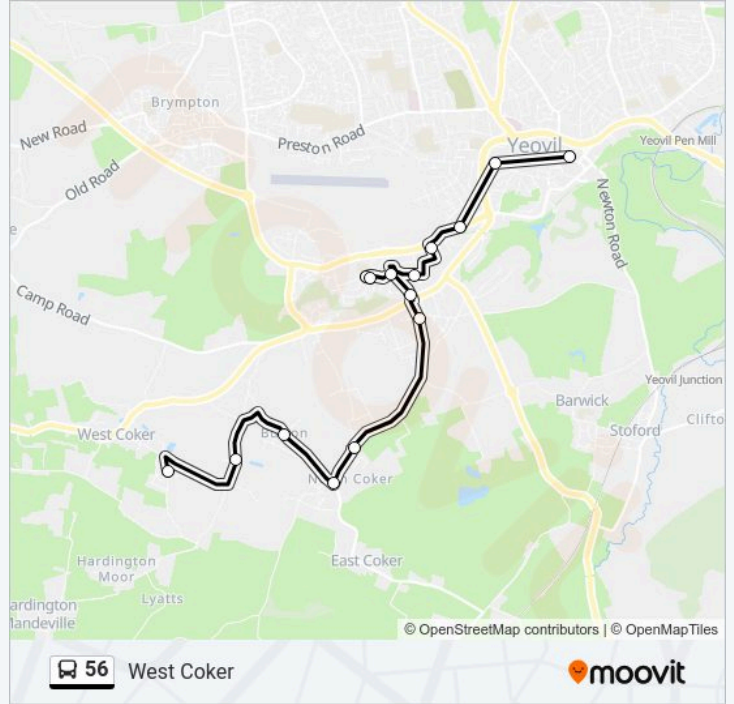 Brympton
New Road
Preston Road
Yeovil
Yeovil Pen Mill
Old Road
Newton Road
Camp Road
Yeovil Junction
Barwick
Clifto
Stoford
West Coker
North Coker
East Coker
Hardington
Moor
Lyatts
ardington
Mandeville
© OpenStreetMap contributors | © OpenMapTiles
56 West Coker
moovit